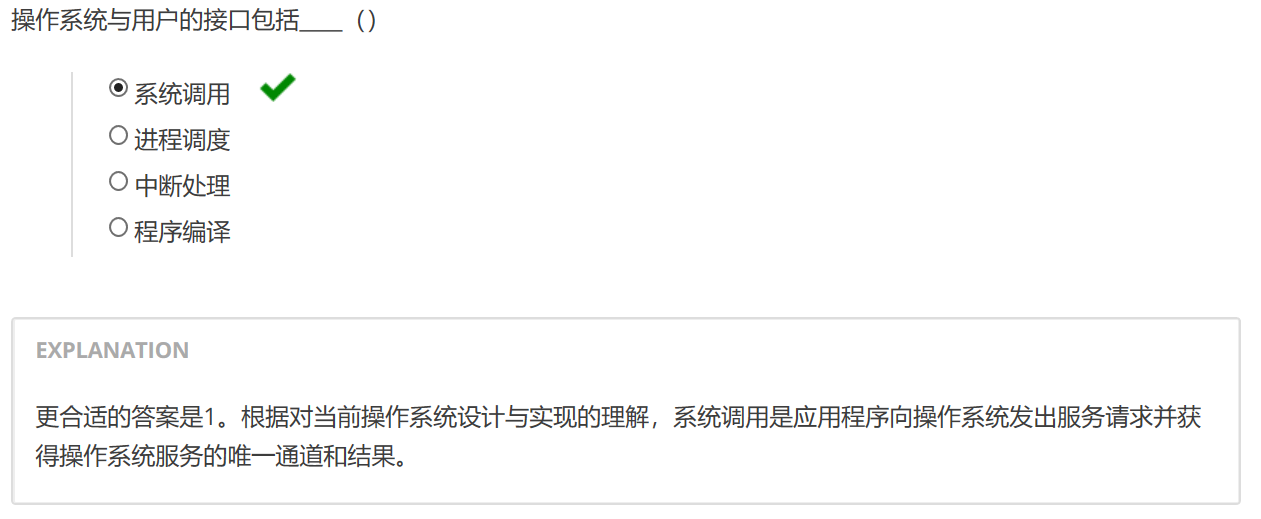 操作系统与用户的接口包括____（）
系统调用
进程调度
中断处理
程序编译
EXPLANATION
更合适的答案是1。根据对当前操作系统设计与实现的理解，系统调用是应用程序向操作系统发出服务请求并获
得操作系统服务的唯一通道和结果。